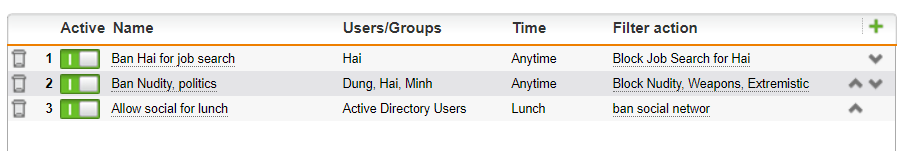 Active Name Users/Groups Time Filter action
1 Ban Hai for job search Hai Anytime Block Job Search for Hai
2 Ban Nudity, politics Dung, Hai, Minh Anytime Block Nudity, Weapons, Extremistic
3 Allow social for lunch Active Directory Users Lunch ban social networ